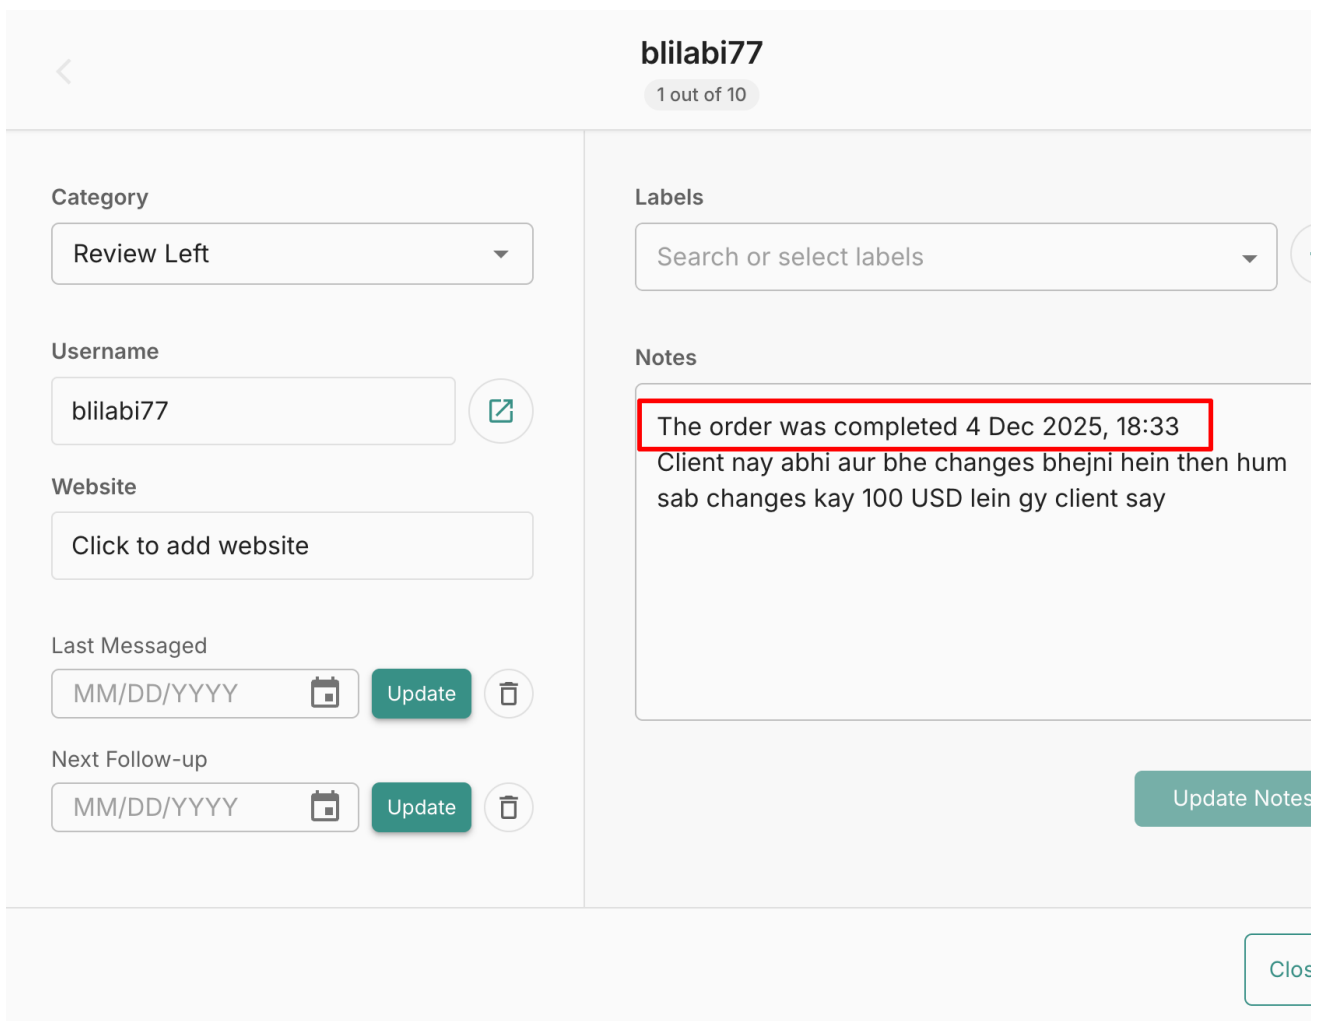 blilabi77
1 out of 10
Category
Review Left
Username
blilabi77
Website
Click to add website
Last Messaged
MM/DD/YYYY
Update
Next Follow-up
MM/DD/YYYY
Update
Labels
Search or select labels
Notes
The order was completed 4 Dec 2025, 18:33
Client nay abhi aur bhe changes bhejni hein then hum
sab changes kay 100 USD lein gy client say
Update Notes
Clos